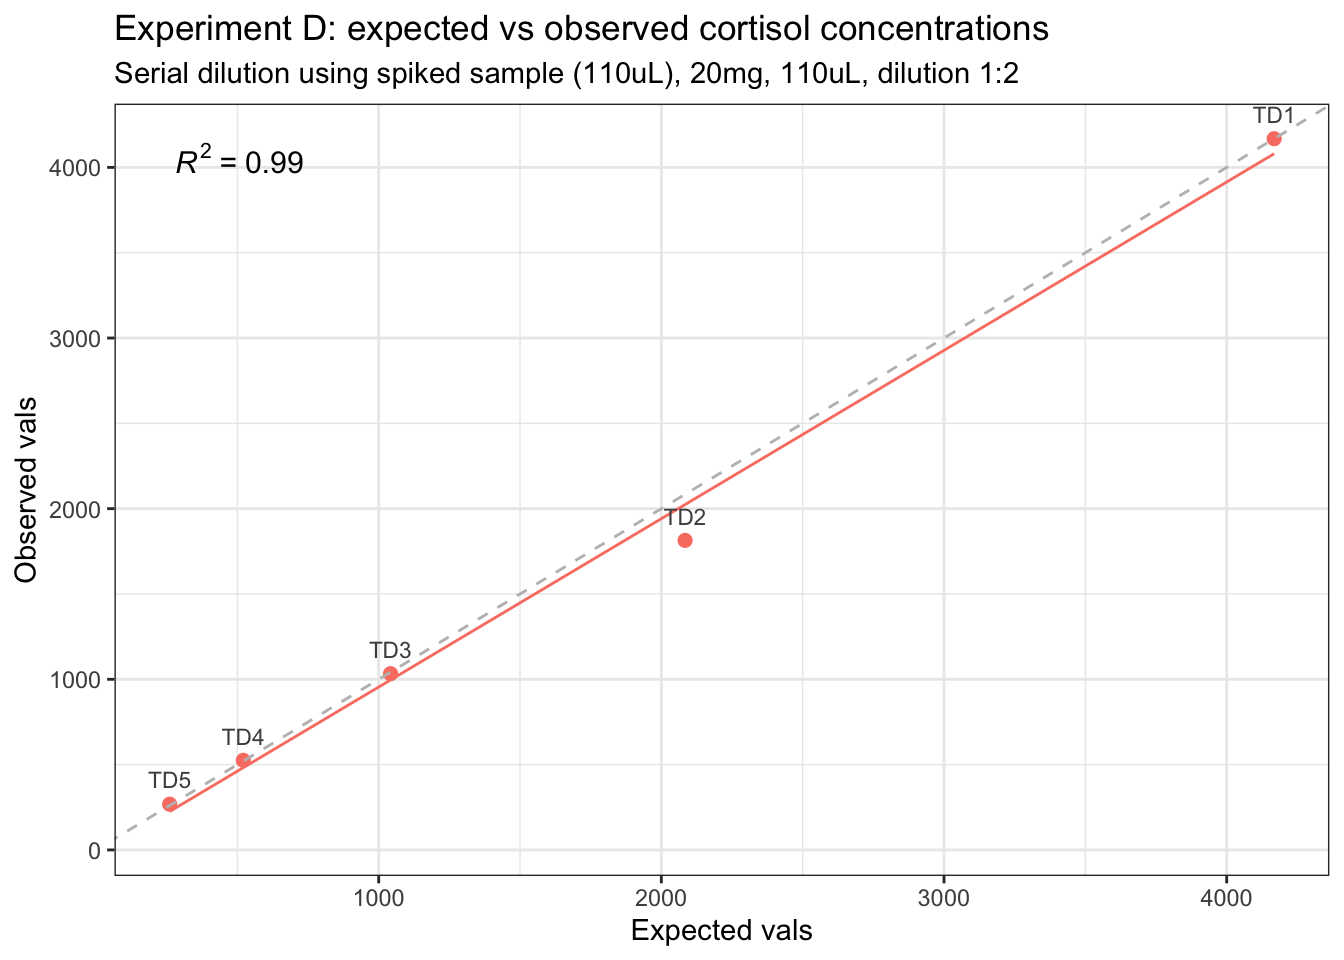 Experiment D: expected vs observed cortisol concentrations
Serial dilution using spiked sample (110uL), 20mg, 110uL, dilution 1:2
TD1
R² = 0.99
4000
3000
2000
TD2
TD3
1000
TD4
TD5
0
1000 2000 3000 4000
Expected vals
Observed vals